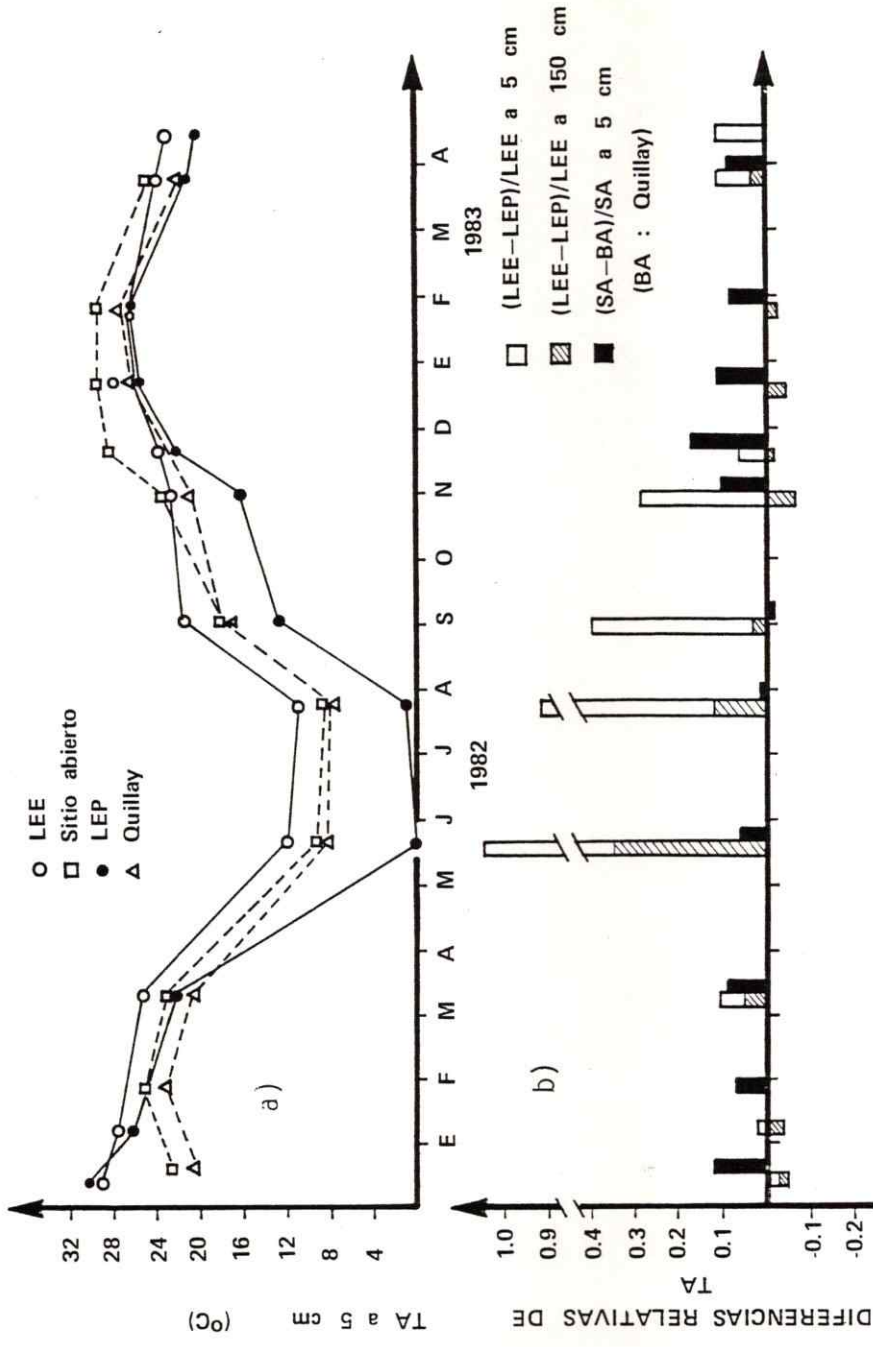 32
28
24
20
16
12
8
4
TA a 5 cm (ºC)
a)
○ LEE
□ Sitio abierto
● LEP
△ Quillay
E F M A M J J A S O N D E F M A
1982
1983
1.0
0.9
0.4
0.3
0.2
0.1
-0.1
-0.2
DIFERENCIAS RELATIVAS DE
TA
b)
(LEE-LEP)/LEE a 5 cm
(LEE-LEP)/LEE a 150 cm
(SA-BA)/SA a 5 cm
(BA : Quillay)